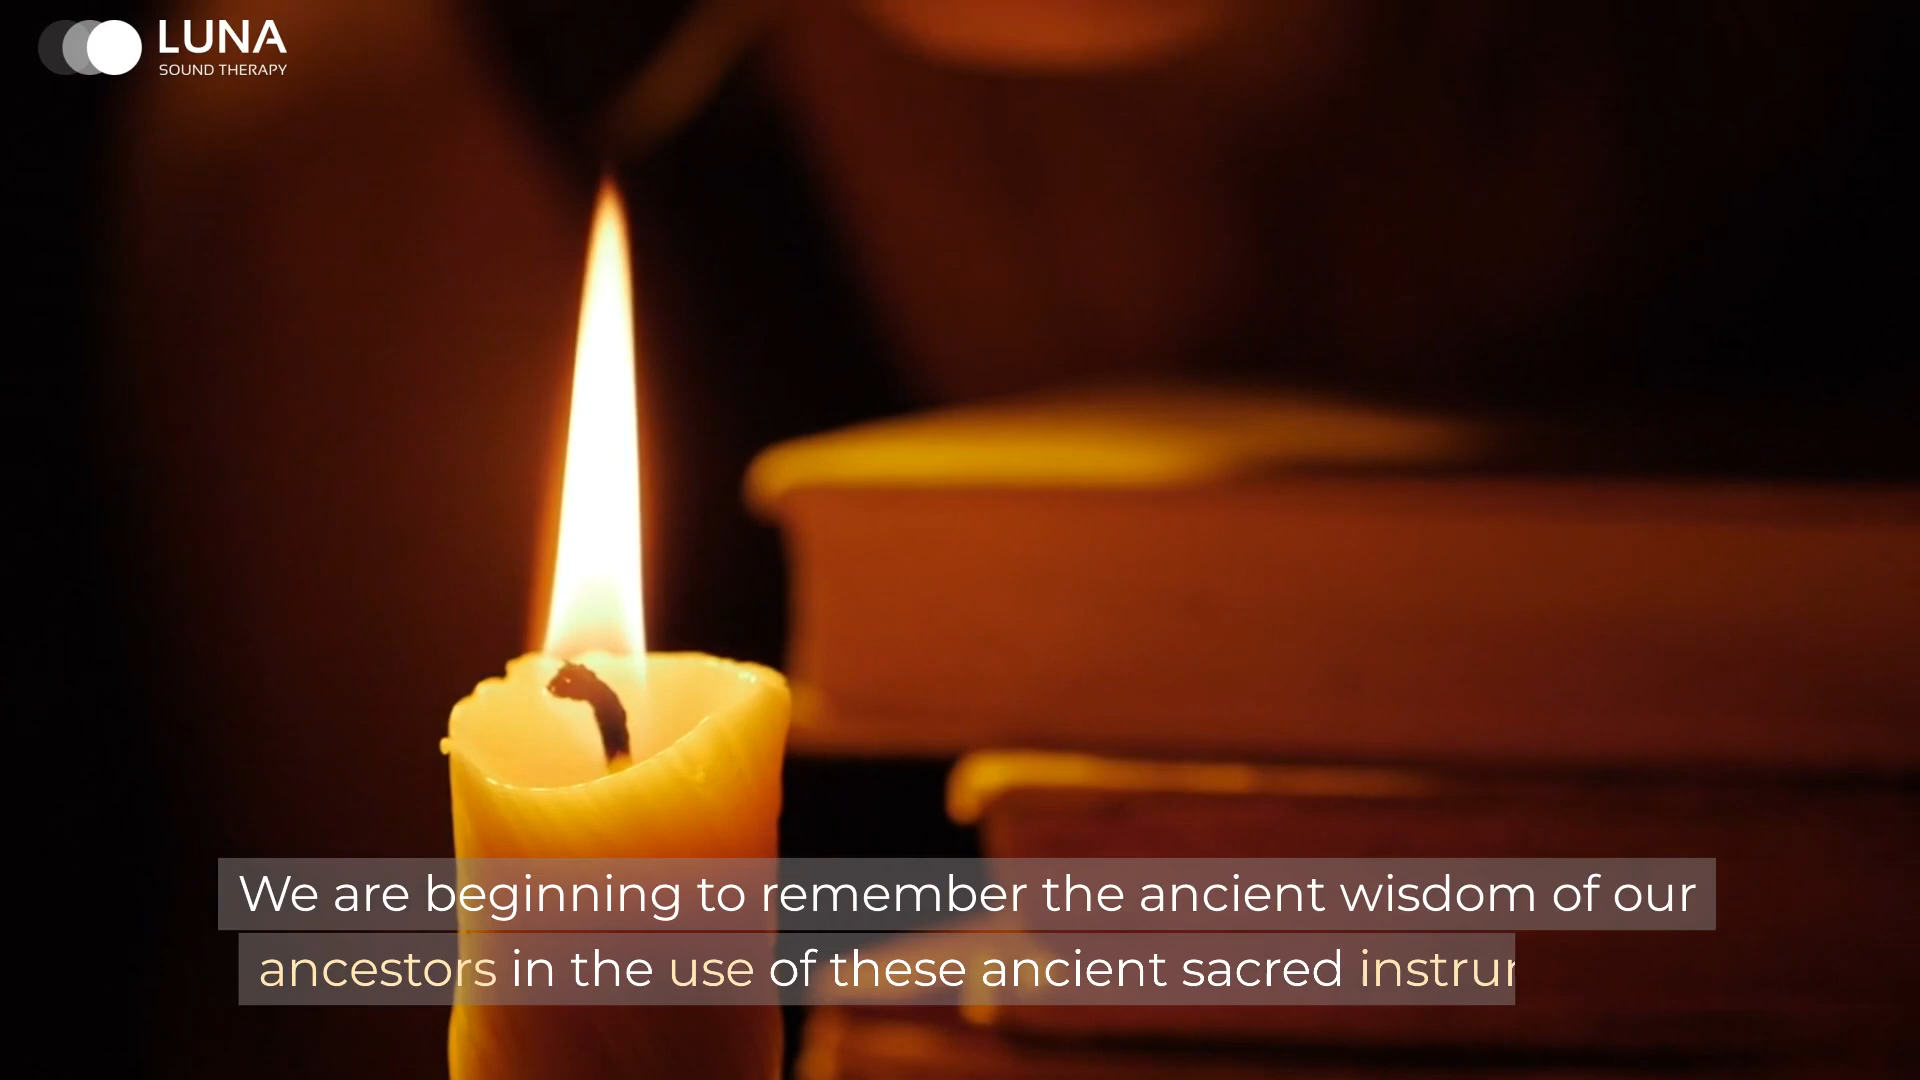 LUNA
SOUND THERAPY
We are beginning to remember the ancient wisdom of our
ancestors in the use of these ancient sacred